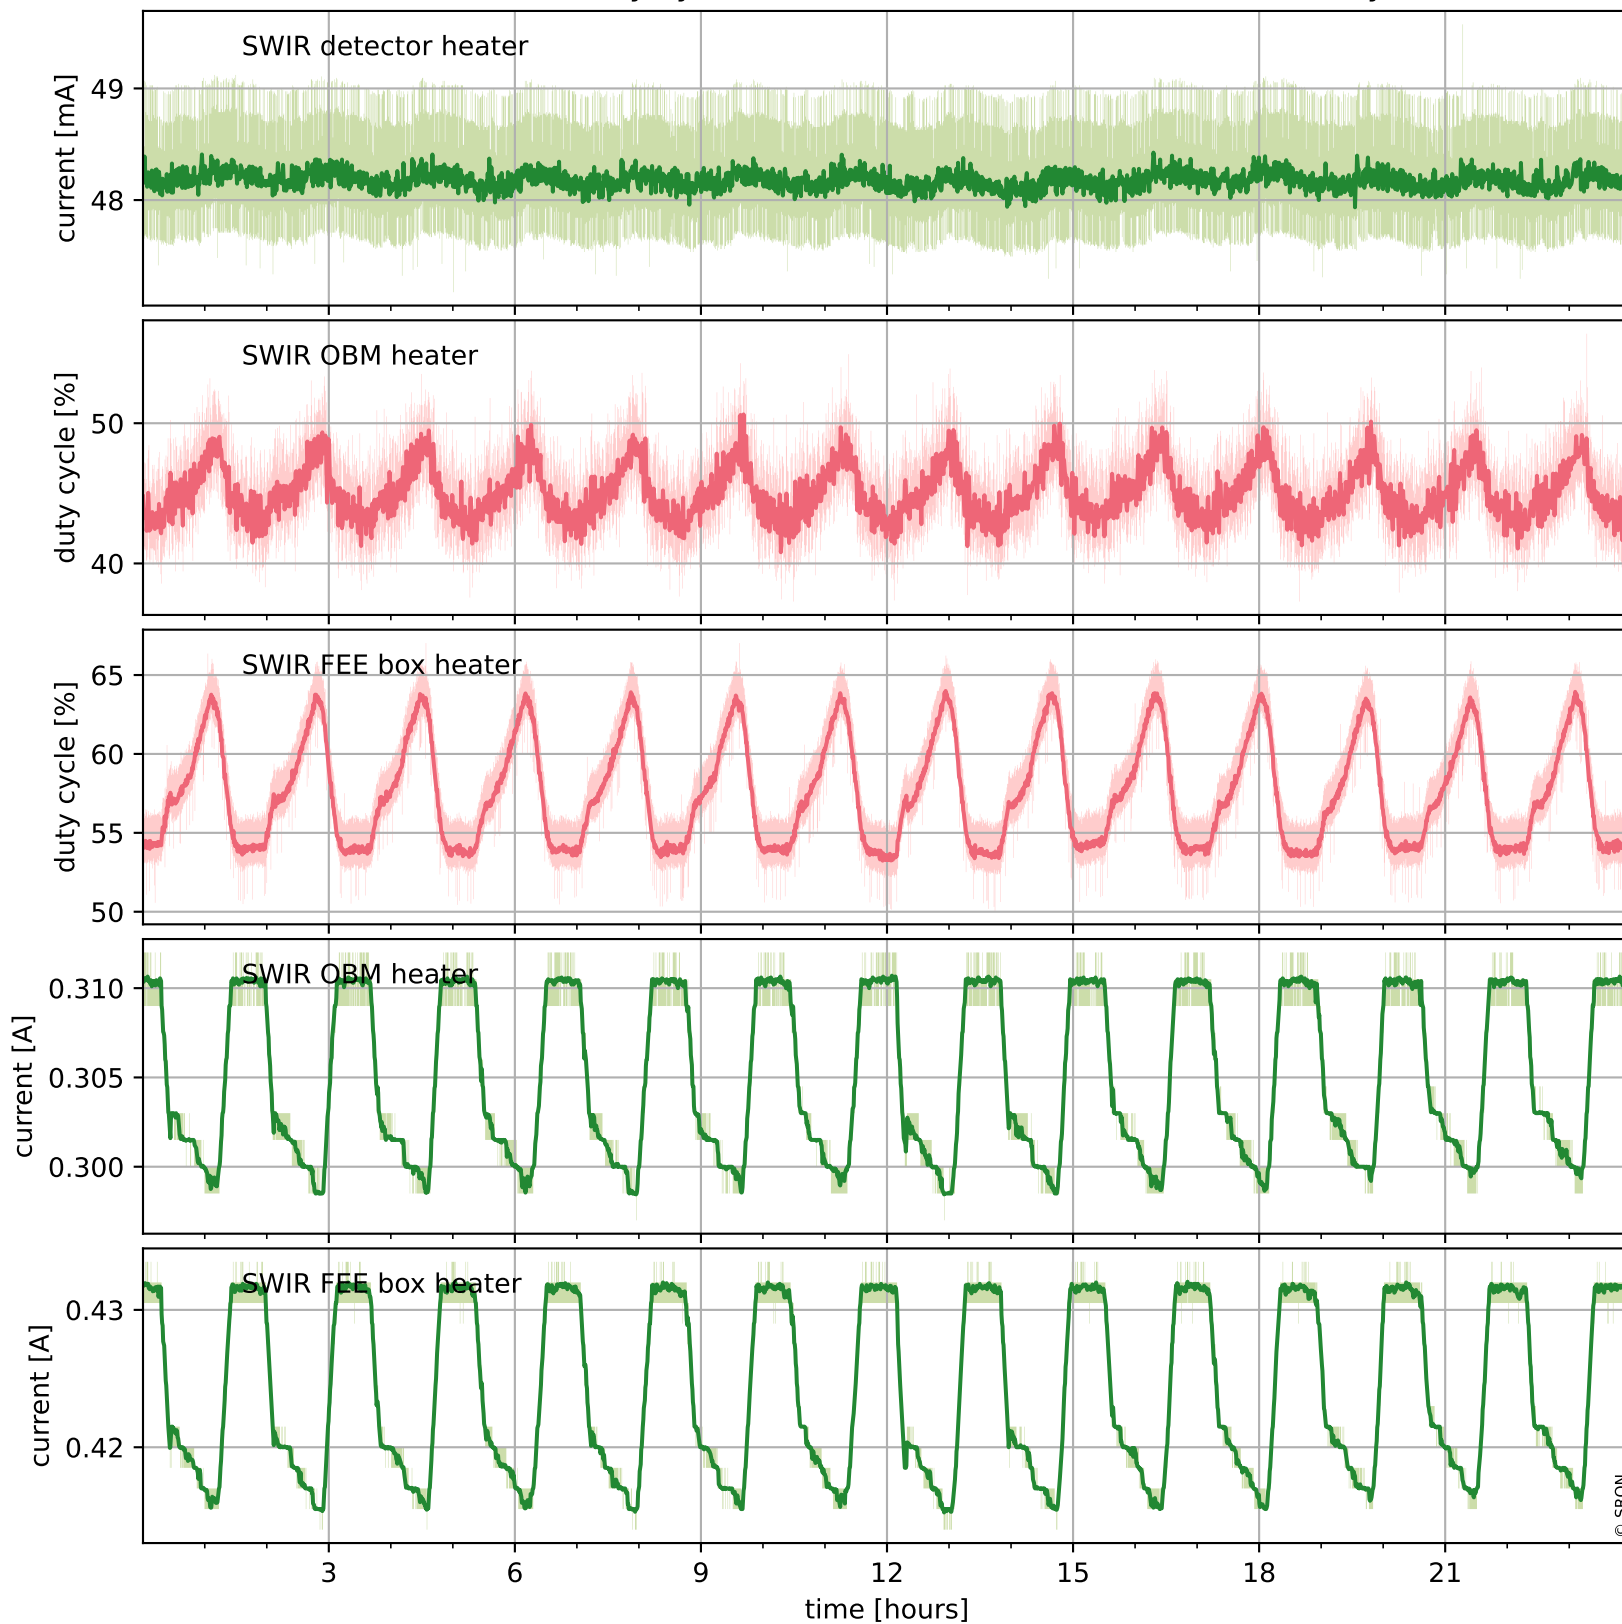 SWIR detector heater
current [mA]
49
48
SWIR OBM heater
duty cycle [%]
50
40
SWIR FEE box heater
duty cycle [%]
65
60
55
50
SWIR OBM heater
current [A]
0.310
0.305
0.300
SWIR FEE box heater
current [A]
0.43
0.42
© SRON
3 6 9 12 15 18 21
time [hours]